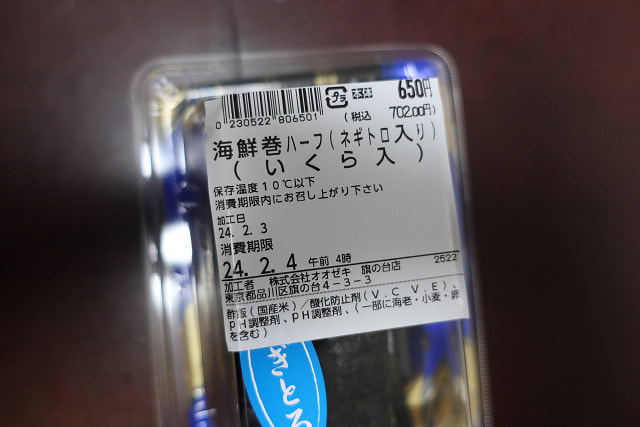 プラ 本体 650円
0 230522 806501 (税込 702.00円)
海鮮巻ハーフ(ネギトロ入り)
(いくら入)
保存温度10℃以下
消費期限内にお召し上がり下さい
加工日
24. 2. 3
消費期限
24. 2. 4 午前 4時
2522
加工者 株式会社オオゼキ 旗の台店
東京都品川区旗の台4-3-3
酢飯(国産米)/酸化防止剤(V.C V.E)、
pH調整剤、pH調整剤、(一部に海老・小麦・卵
を含む)
ぎとろ